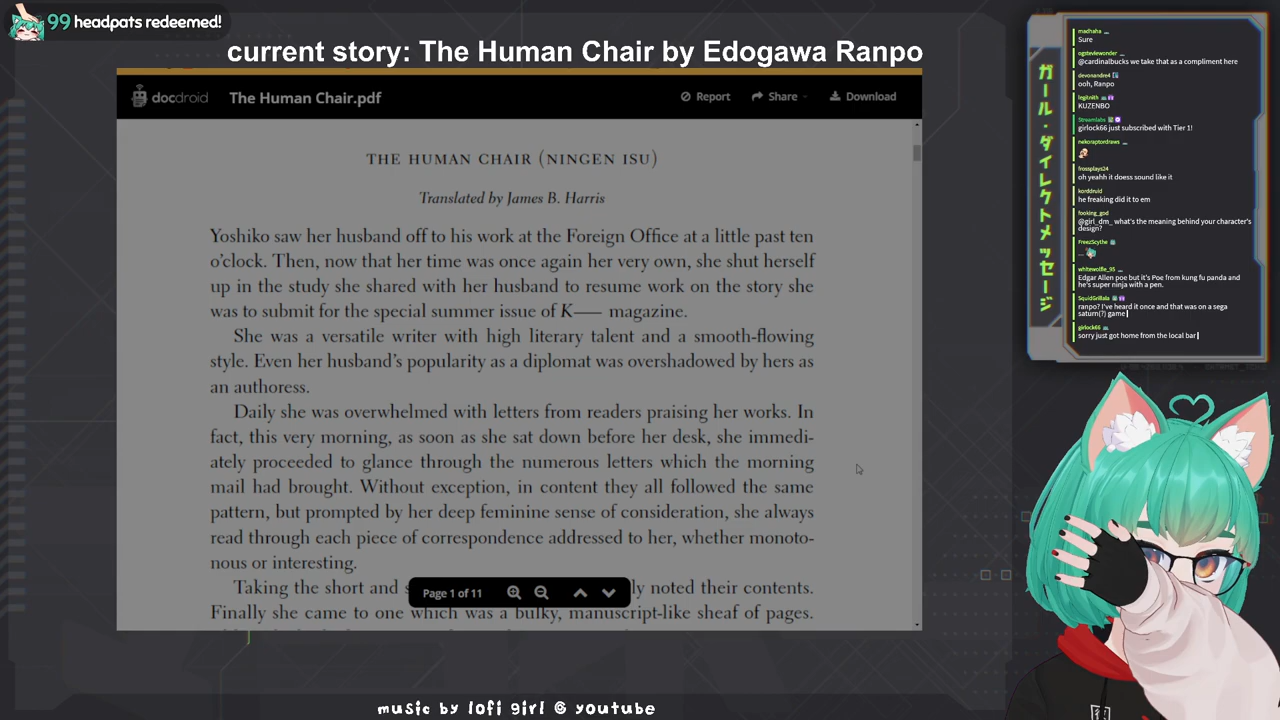 99 headpats redeemed!
current story: The Human Chair by Edogawa Ranpo
docdroid The Human Chair.pdf Report Share Download
THE HUMAN CHAIR (NINGEN ISU)
Translated by James B. Harris
Yoshiko saw her husband off to his work at the Foreign Office at a little past ten
o'clock. Then, now that her time was once again her very own, she shut herself
up in the study she shared with her husband to resume work on the story she
was to submit for the special summer issue of K— magazine.
She was a versatile writer with high literary talent and a smooth-flowing
style. Even her husband's popularity as a diplomat was overshadowed by hers as
an authoress.
Daily she was overwhelmed with letters from readers praising her works. In
fact, this very morning, as soon as she sat down before her desk, she immedi-
ately proceeded to glance through the numerous letters which the morning
mail had brought. Without exception, in content they all followed the same
pattern, but prompted by her deep feminine sense of consideration, she always
read through each piece of correspondence addressed to her, whether monoto-
nous or interesting.
Taking the short and s ly noted their contents.
Page 1 of 11
Finally she came to one which was a bulky, manuscript-like sheaf of pages.
music by lofi girl @ youtube
ガール・ダイレクトメッセージ
madhaha
Sure
ogsteviewonder
@cardinalbucks we take that as a compliment here
devonandre4
ooh, Ranpo
legitnith
KUZENBO
Streamlabs
girlock66 just subscribed with Tier 1!
nekoraptordraws
frossplays24
oh yeahh it doess sound like it
korddruid
he freaking did it to em
fooking_god
@girl_dm_ what's the meaning behind your character's
design?
FreezScythe
...
whitewolfie_95
Edgar Allen poe but it's Poe from kung fu panda and
he's super ninja with a pen.
SquidGrillala
ranpo? I've heard it once and that was on a sega
saturn(?) game
girlock66
sorry just got home from the local bar